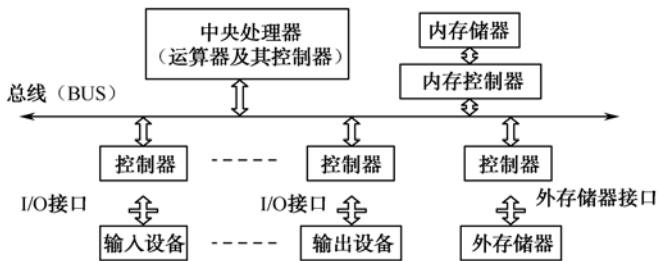 中央处理器
（运算器及其控制器）
内存储器
内存控制器
总线（BUS）
控制器
控制器
控制器
I/O接口
I/O接口
外存储器接口
输入设备
输出设备
外存储器